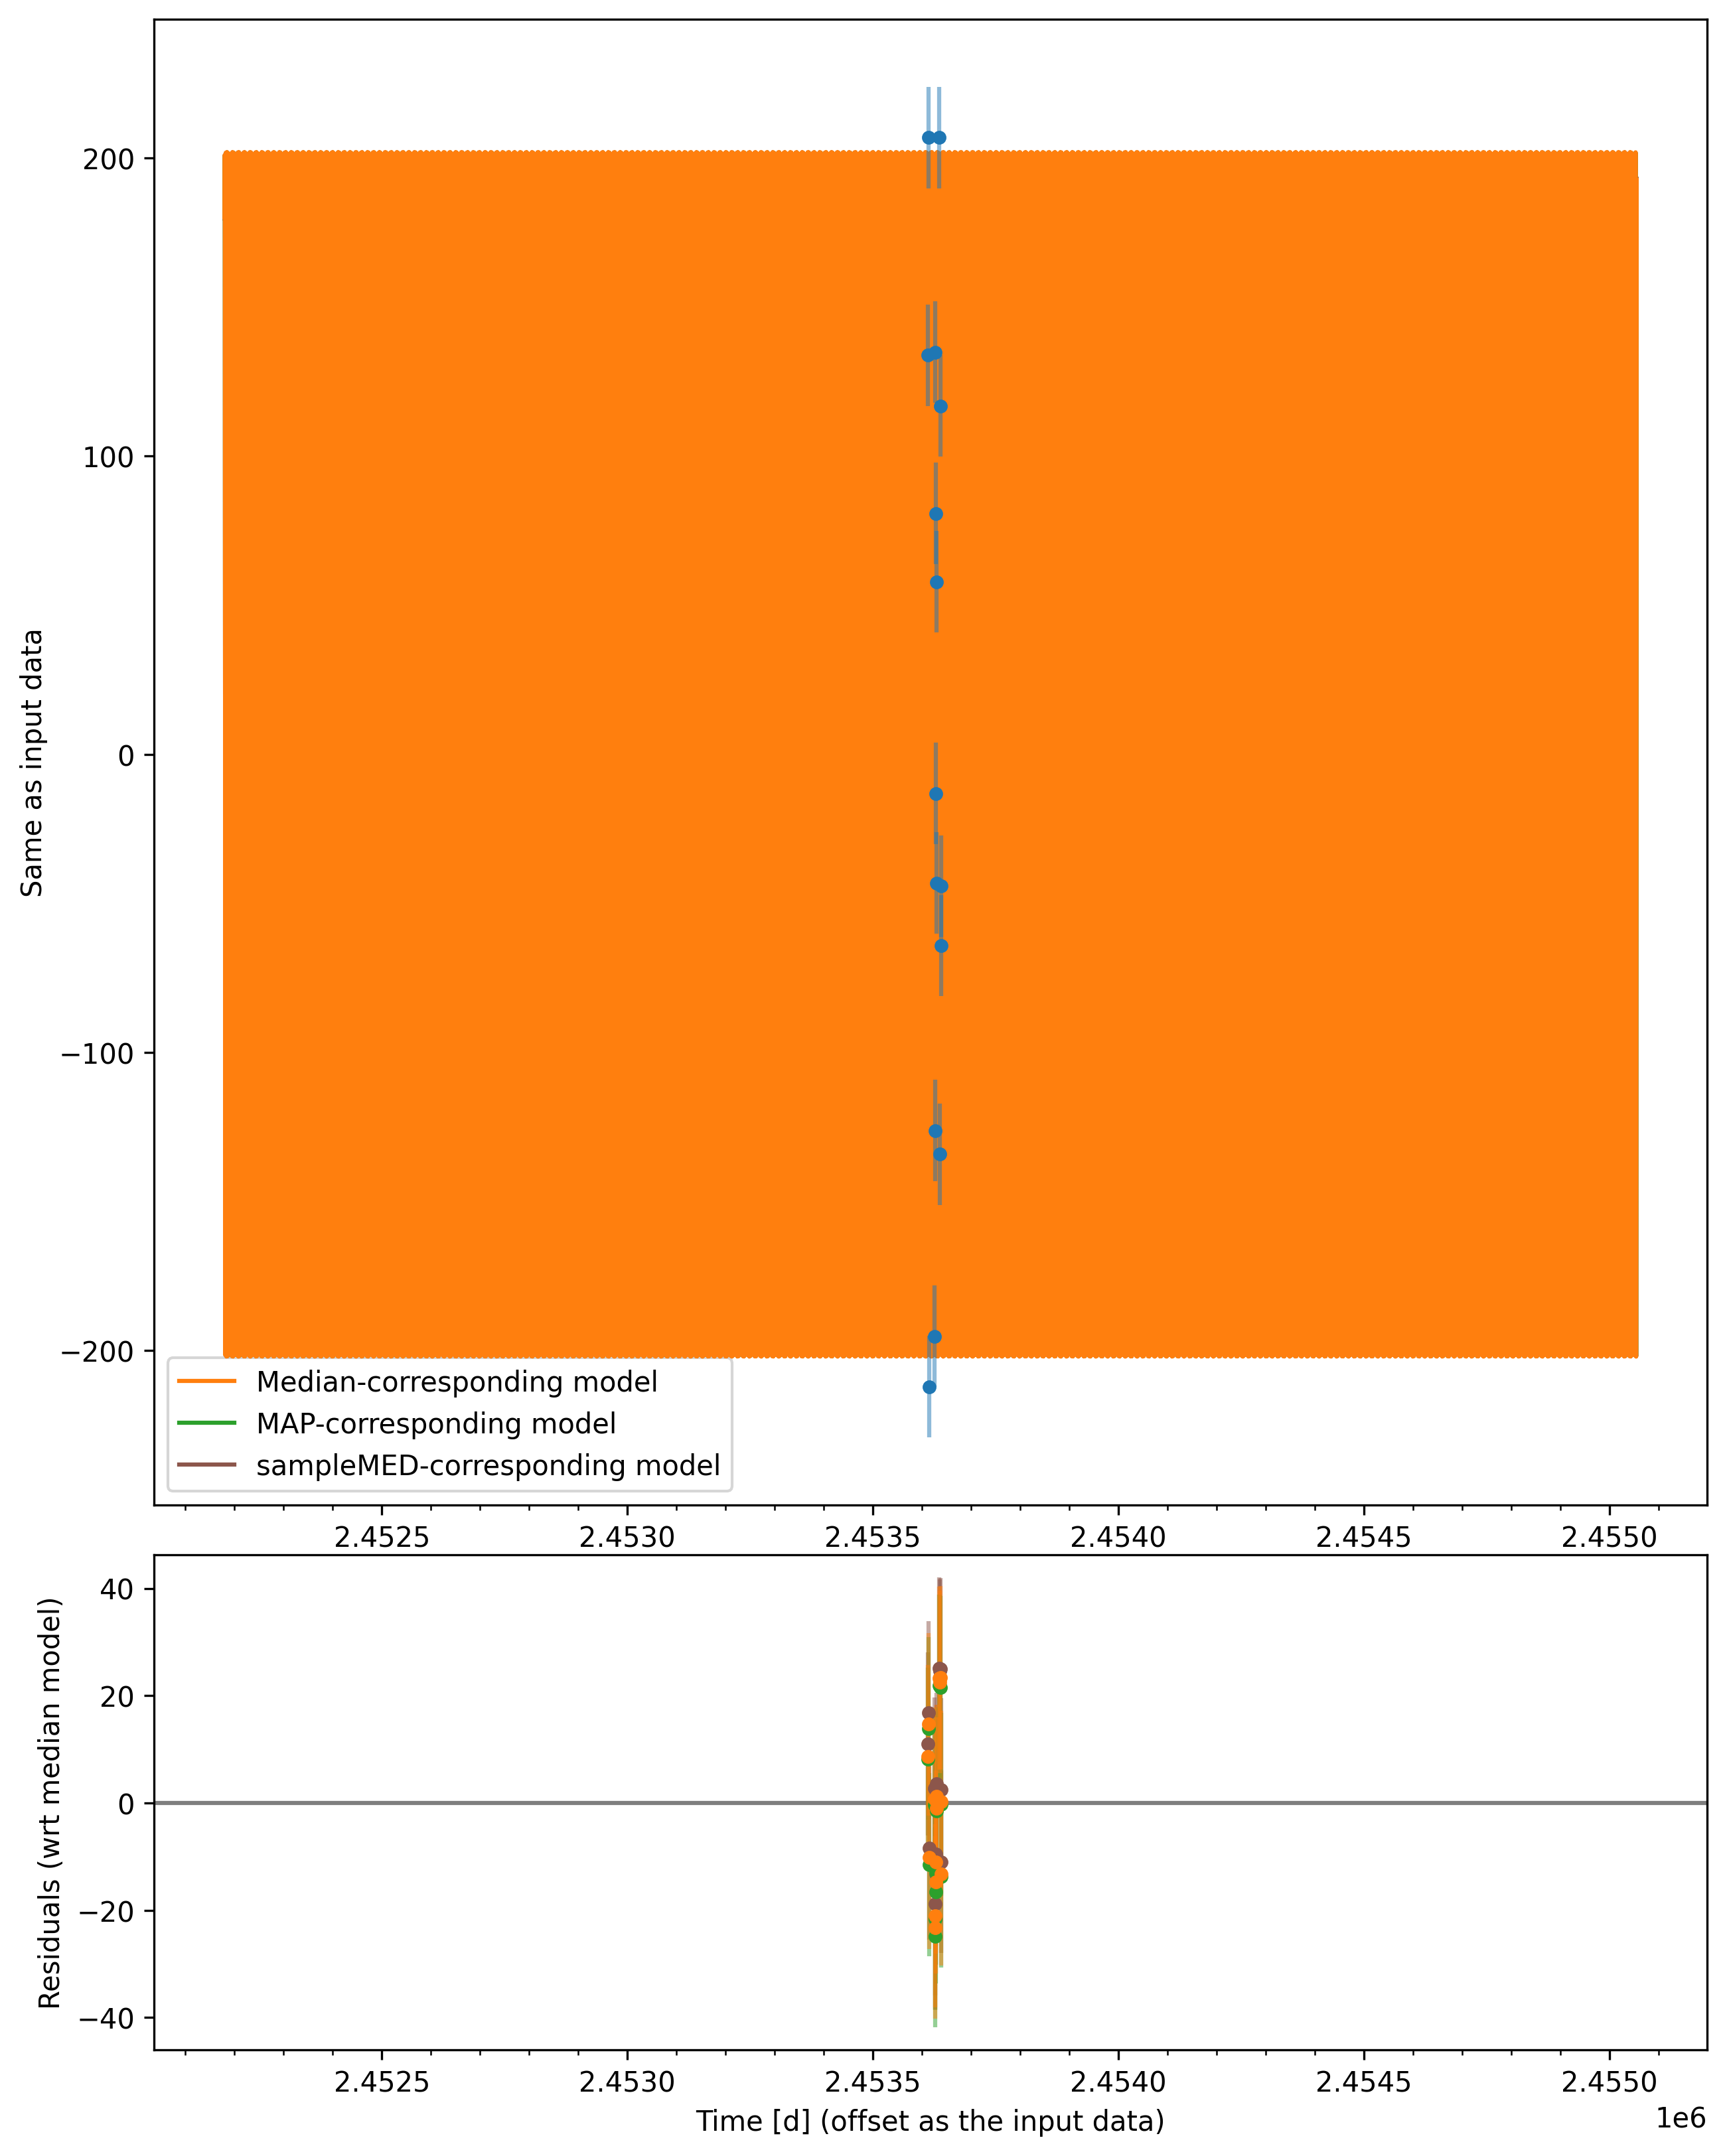 200
100
0
−100
−200
Same as input data
Median-corresponding model
MAP-corresponding model
sampleMED-corresponding model
2.4525 2.4530 2.4535 2.4540 2.4545 2.4550
40
20
0
−20
−40
Residuals (wrt median model)
2.4525 2.4530 2.4535 2.4540 2.4545 2.4550
Time [d] (offset as the input data)
1e6